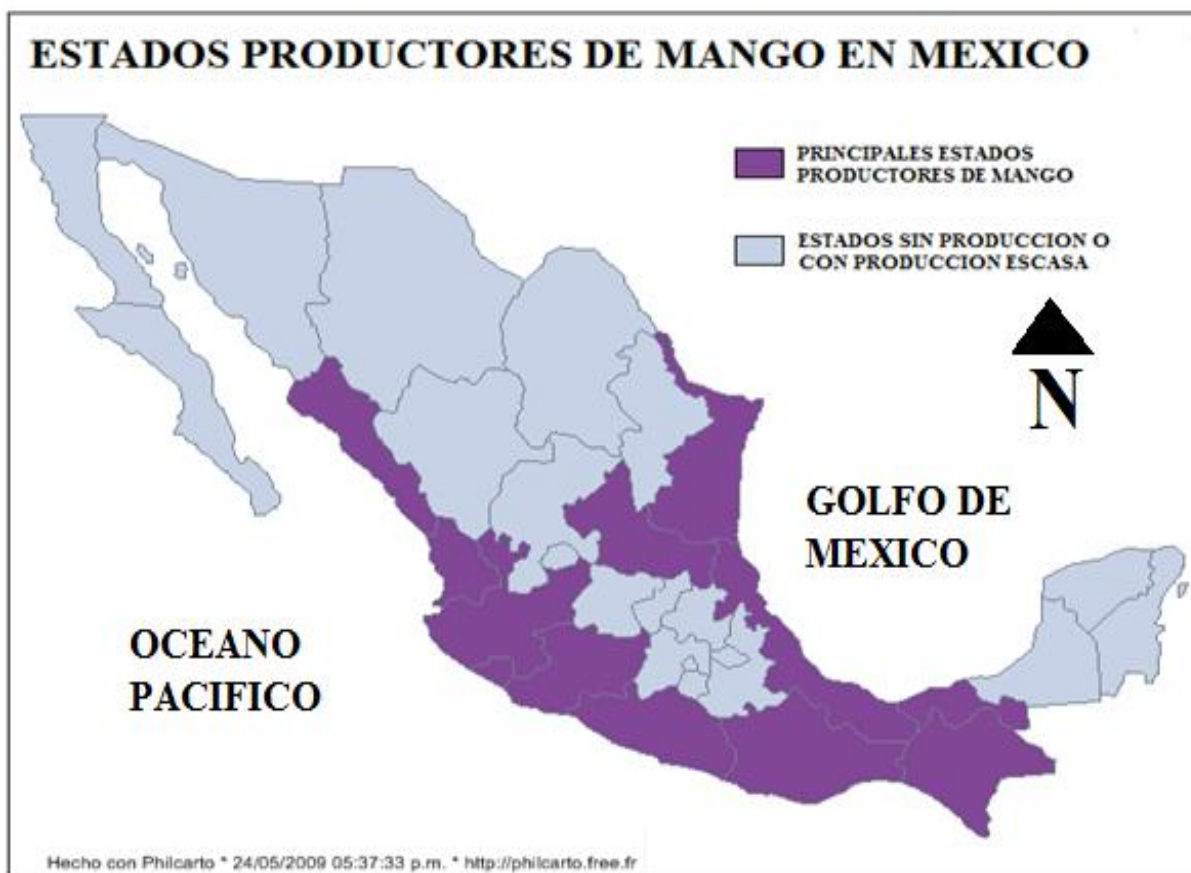 ESTADOS PRODUCTORES DE MANGO EN MEXICO
PRINCIPALES ESTADOS
PRODUCTORES DE MANGO
ESTADOS SIN PRODUCCION O
CON PRODUCCION ESCASA
N
GOLFO DE
MEXICO
OCEANO
PACIFICO
Hecho con Philcarto * 24/05/2009 05:37:33 p.m. * http://philcarto.free.fr